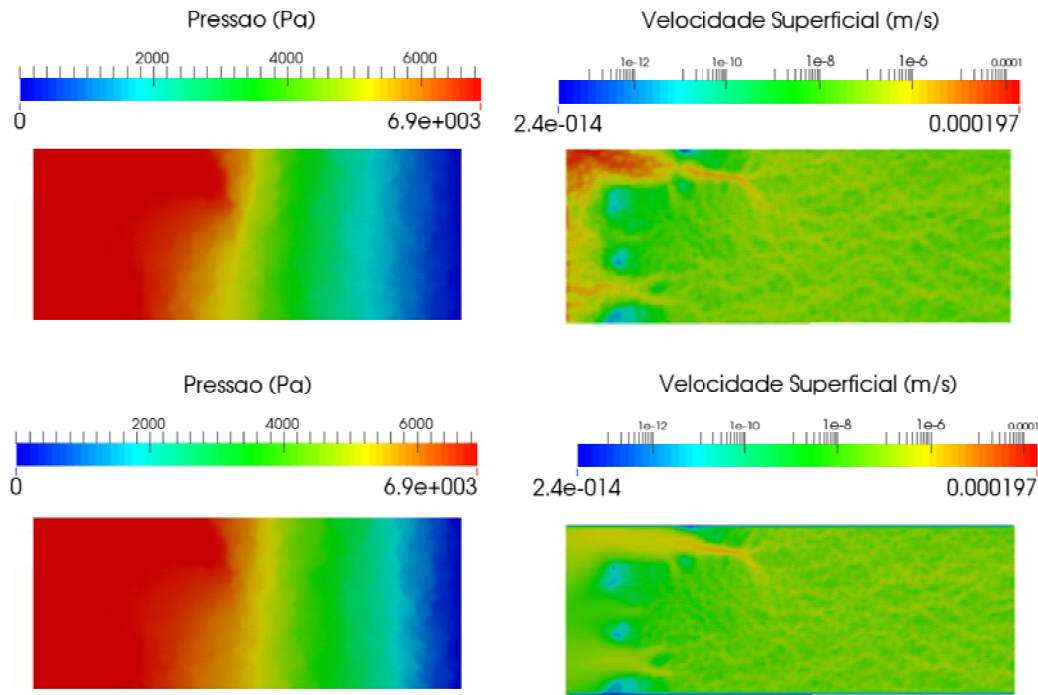 Pressao (Pa)
2000 4000 6000
0 6.9e+003
Velocidade Superficial (m/s)
1e-12 1e-10 1e-8 1e-6 0.0001
2.4e-014 0.000197
Pressao (Pa)
2000 4000 6000
0 6.9e+003
Velocidade Superficial (m/s)
1e-12 1e-10 1e-8 1e-6 0.0001
2.4e-014 0.000197